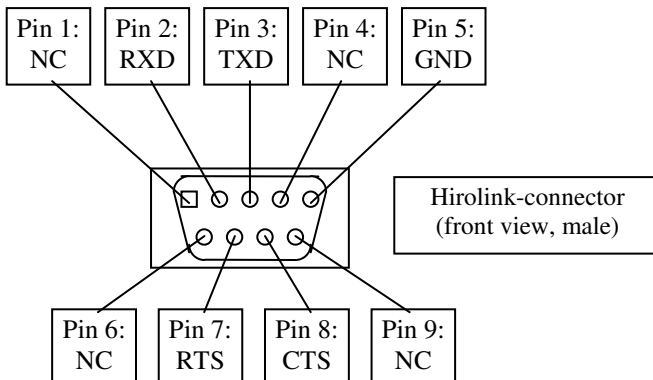 Pin 1:
NC
Pin 2:
RXD
Pin 3:
TXD
Pin 4:
NC
Pin 5:
GND
Hirolink-connector
(front view, male)
Pin 6:
NC
Pin 7:
RTS
Pin 8:
CTS
Pin 9:
NC